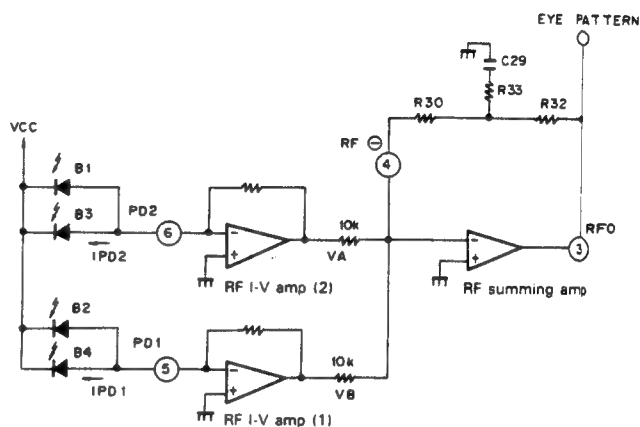 EYE PATTERN
C29
R33
R30
R32
VCC
B1
RF ⊖
4
B3
PD2
6
10k
RFO
3
IPD2
VA
RF I-V amp (2)
RF summing amp
B2
B4
PD1
5
10k
IPD1
VB
RF I-V amp (1)